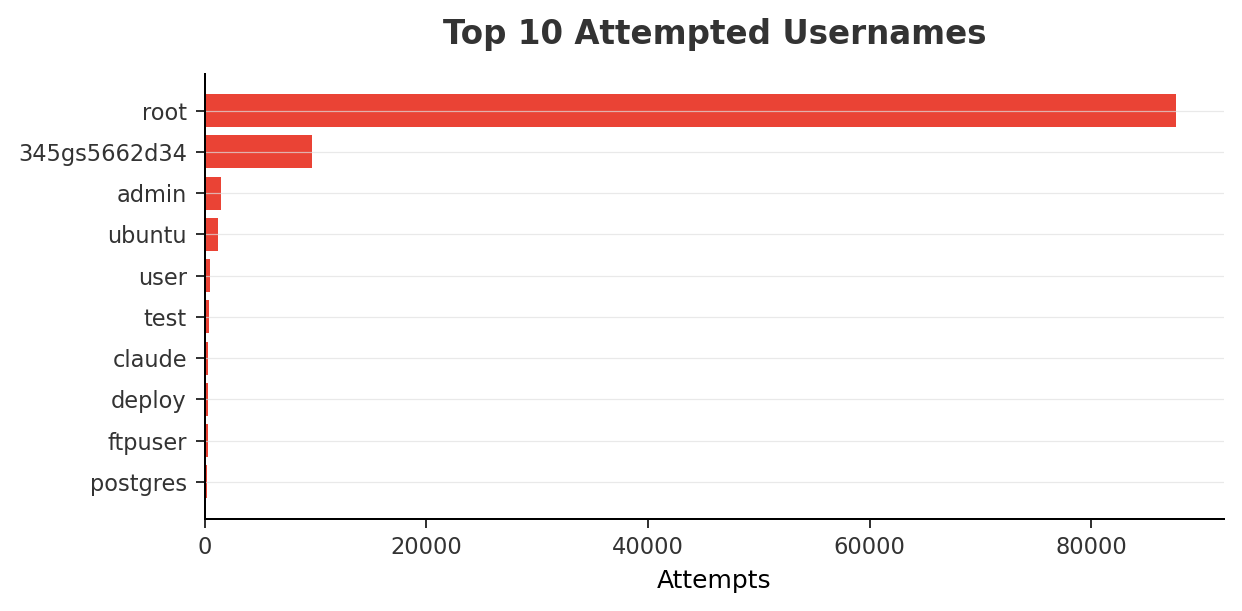 Top 10 Attempted Usernames
root
345gs5662d34
admin
ubuntu
user
test
claude
deploy
ftpuser
postgres
0 20000 40000 60000 80000
Attempts